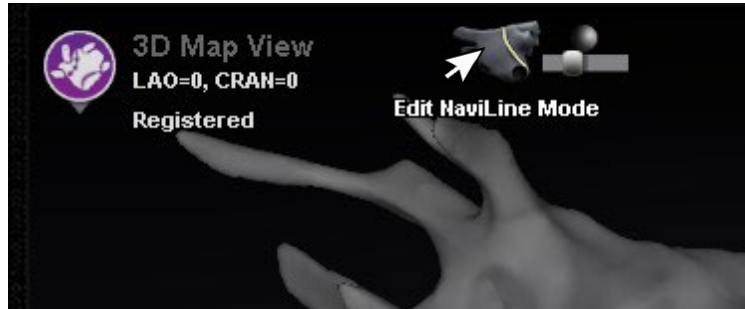 3D Map View
LAO=0, CRAN=0
Registered
Edit NaviLine Mode